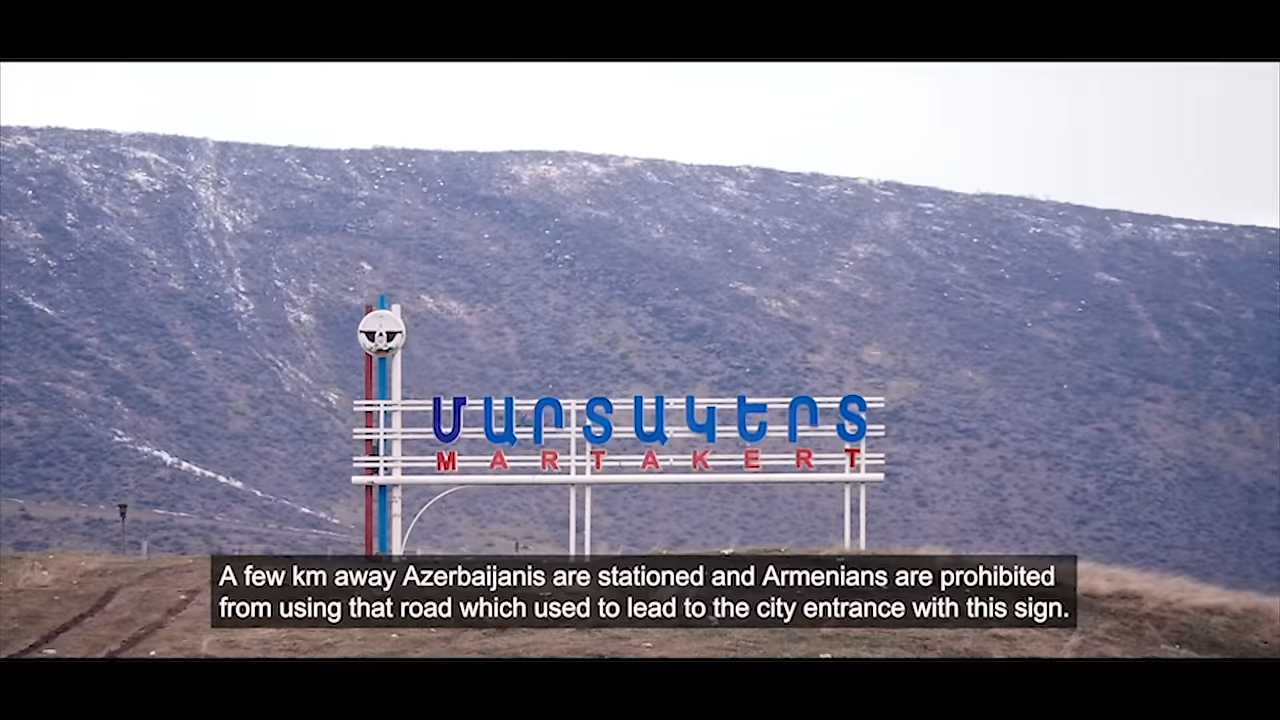 ՄԱՐՏԱԿԵՐՏ
MARTAKERT
A few km away Azerbaijanis are stationed and Armenians are prohibited
from using that road which used to lead to the city entrance with this sign.